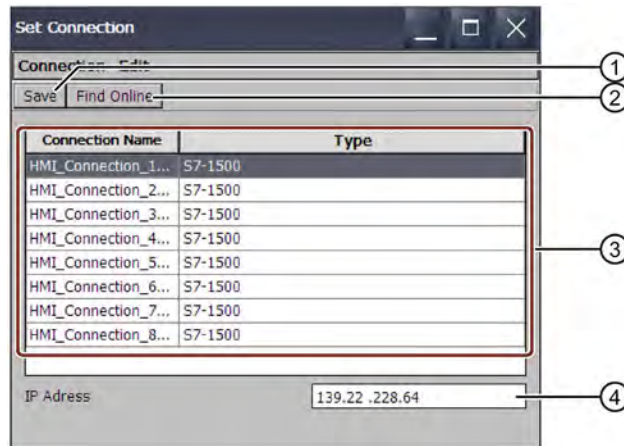 Set Connection
Connection Edit
1
Save Find Online
2
Connection Name Type
HMI_Connection_1... S7-1500
HMI_Connection_2... S7-1500
HMI_Connection_3... S7-1500
HMI_Connection_4... S7-1500
HMI_Connection_5... S7-1500
3
HMI_Connection_6... S7-1500
HMI_Connection_7... S7-1500
HMI_Connection_8... S7-1500
IP Adress 139.22 .228.64
4